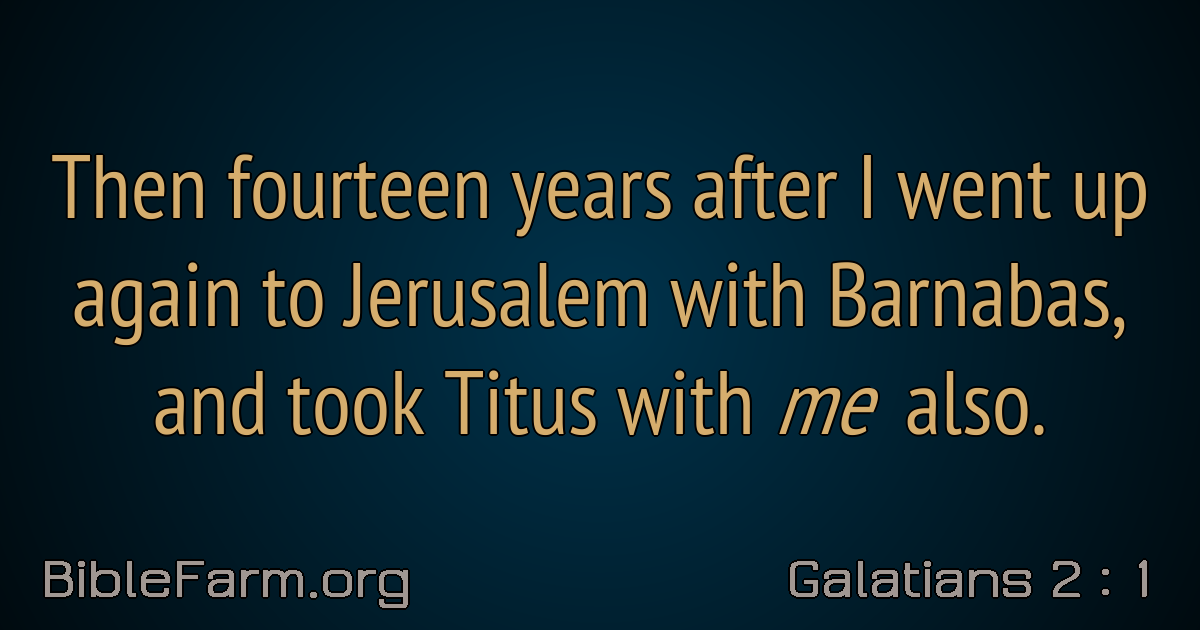 Then fourteen years after I went up
again to Jerusalem with Barnabas,
and took Titus with me also.
BibleFarm.org
Galatians 2 : 1